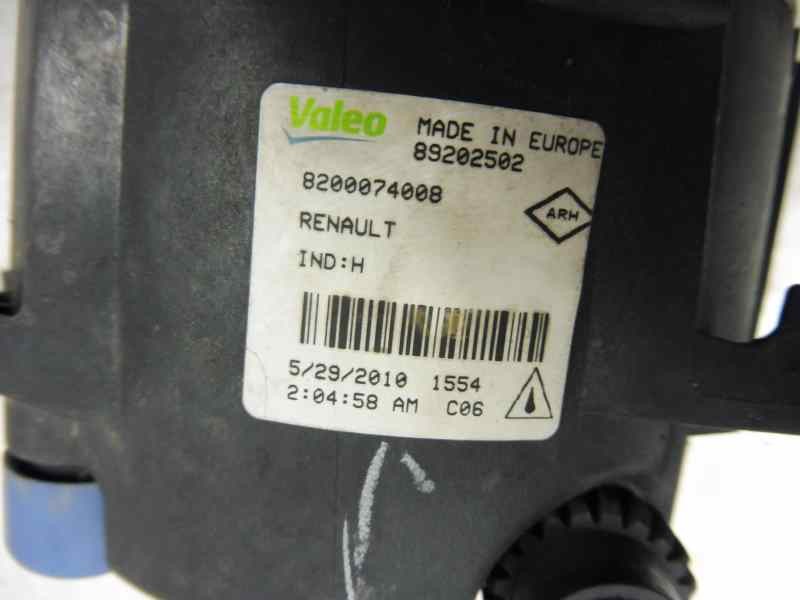 Valeo MADE IN EUROPE
89202502
8200074008
ARH
RENAULT
IND:H
5/29/2010 1554
2:04:58 AM C06